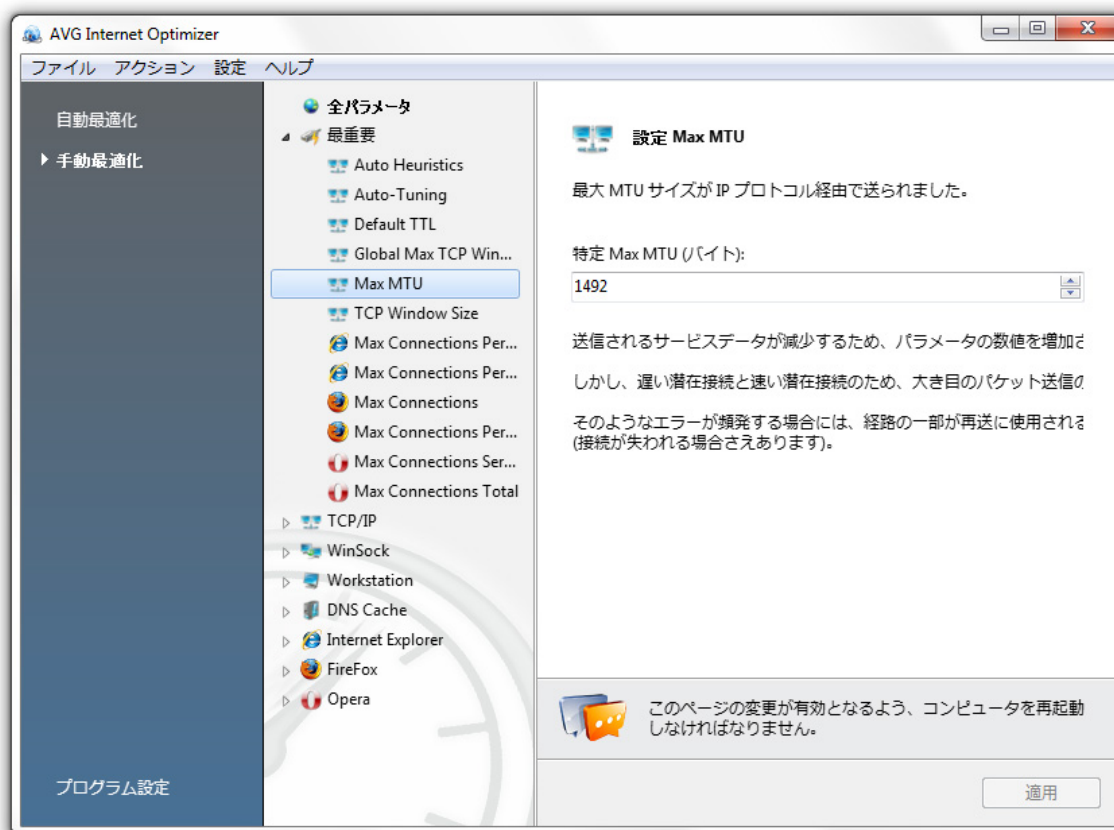 AVG Internet Optimizer
ファイル アクション 設定 ヘルプ
自動最適化
手動最適化
プログラム設定
全パラメータ
最重要
Auto Heuristics
Auto-Tuning
Default TTL
Global Max TCP Win...
Max MTU
TCP Window Size
Max Connections Per...
Max Connections Per...
Max Connections
Max Connections Per...
Max Connections Ser...
Max Connections Total
TCP/IP
WinSock
Workstation
DNS Cache
Internet Explorer
FireFox
Opera
設定 Max MTU
最大 MTU サイズが IP プロトコル経由で送られました。
特定 Max MTU (バイト):
1492
送信されるサービスデータが減少するため、パラメータの数値を増加さ
しかし、遅い潜在接続と速い潜在接続のため、大き目のパケット送信の
そのようなエラーが頻発する場合には、経路の一部が再送に使用される
(接続が失われる場合さえあります)。
このページの変更が有効となるよう、コンピュータを再起動
しなければなりません。
適用